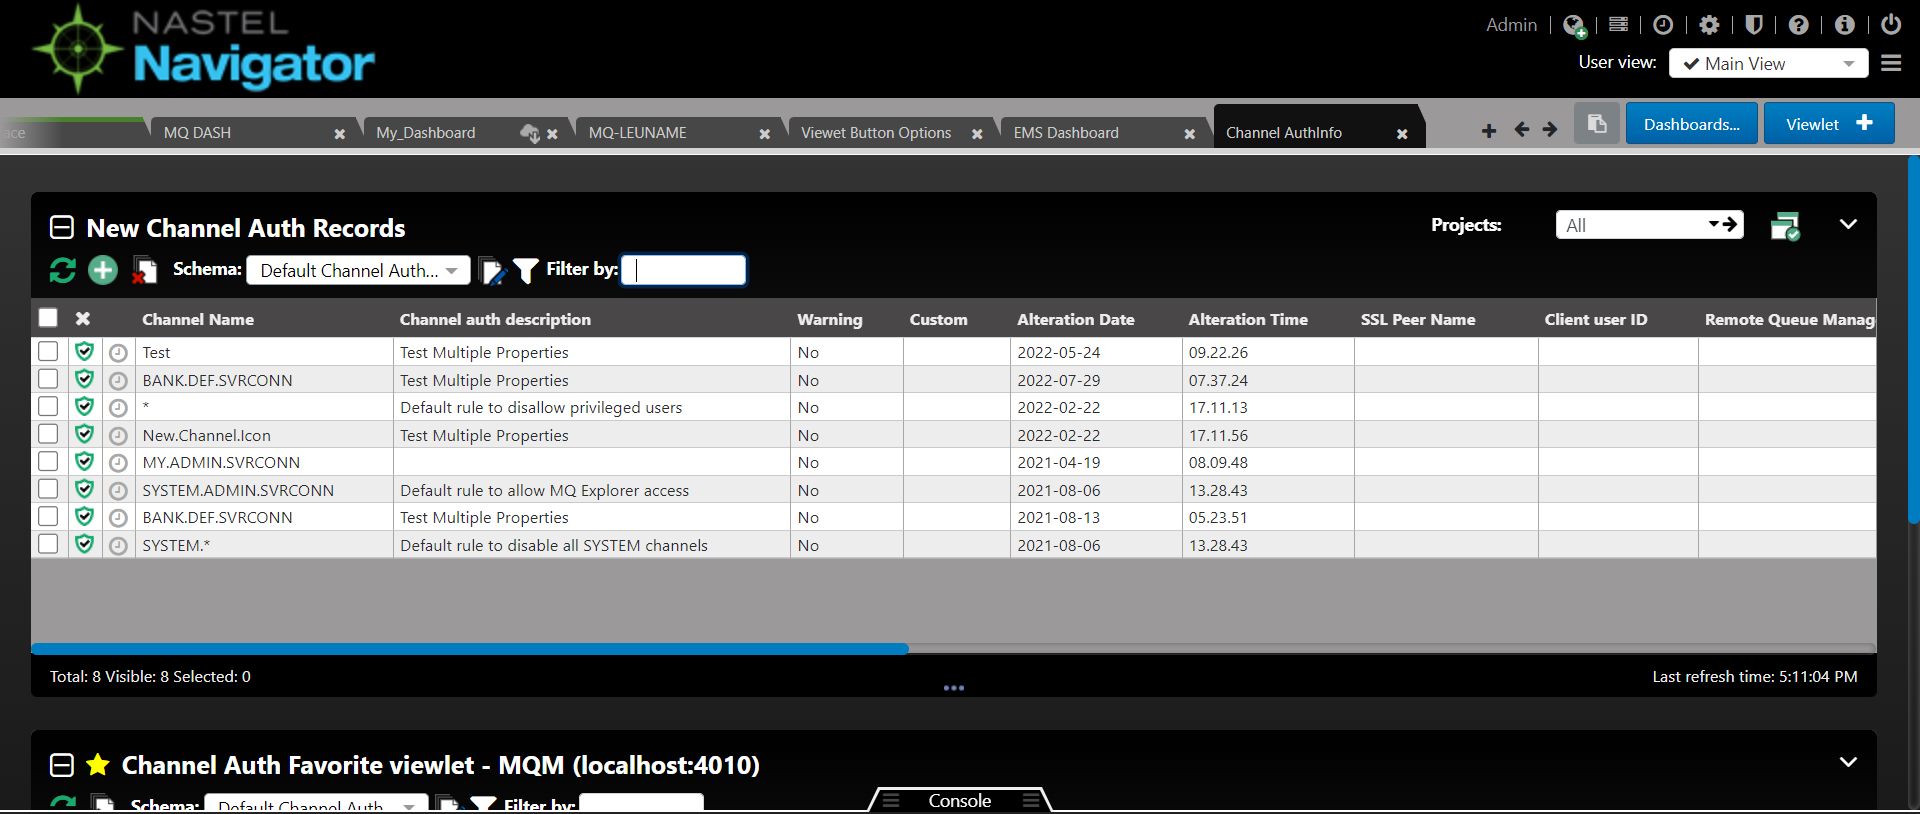 NASTEL
Navigator
Admin
User view: Main View
ace
MQ DASH
My_Dashboard
MQ-LEUNAME
Viewet Button Options
EMS Dashboard
Channel AuthInfo
Dashboards...
Viewlet
New Channel Auth Records
Projects: All
Schema: Default Channel Auth... Filter by:
Channel Name Channel auth description Warning Custom Alteration Date Alteration Time SSL Peer Name Client user ID Remote Queue Manag
Test Test Multiple Properties No 2022-05-24 09.22.26
BANK.DEF.SVRCONN Test Multiple Properties No 2022-07-29 07.37.24
* Default rule to disallow privileged users No 2022-02-22 17.11.13
New.Channel.Icon Test Multiple Properties No 2022-02-22 17.11.56
MY.ADMIN.SVRCONN No 2021-04-19 08.09.48
SYSTEM.ADMIN.SVRCONN Default rule to allow MQ Explorer access No 2021-08-06 13.28.43
BANK.DEF.SVRCONN Test Multiple Properties No 2021-08-13 05.23.51
SYSTEM.* Default rule to disable all SYSTEM channels No 2021-08-06 13.28.43
Total: 8 Visible: 8 Selected: 0
Last refresh time: 5:11:04 PM
Channel Auth Favorite viewlet - MQM (localhost:4010)
Schema: Default Channel Auth Filter by:
Console